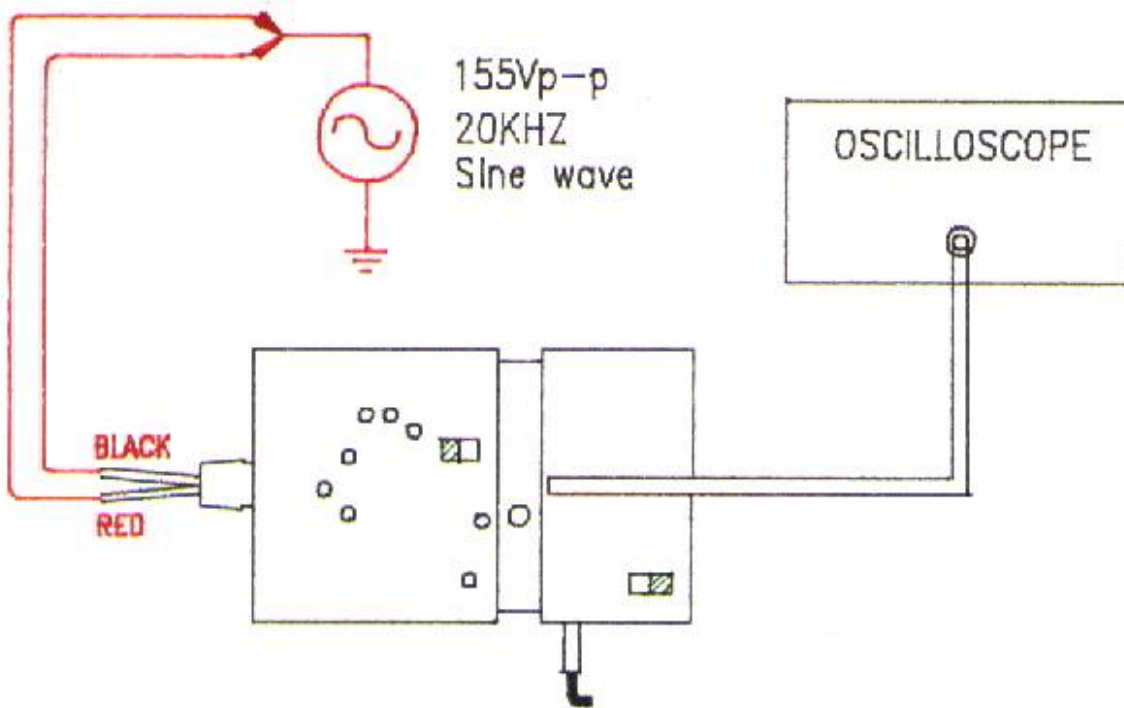 155Vp-p
20KHZ
Sine wave
OSCILLOSCOPE
BLACK
RED